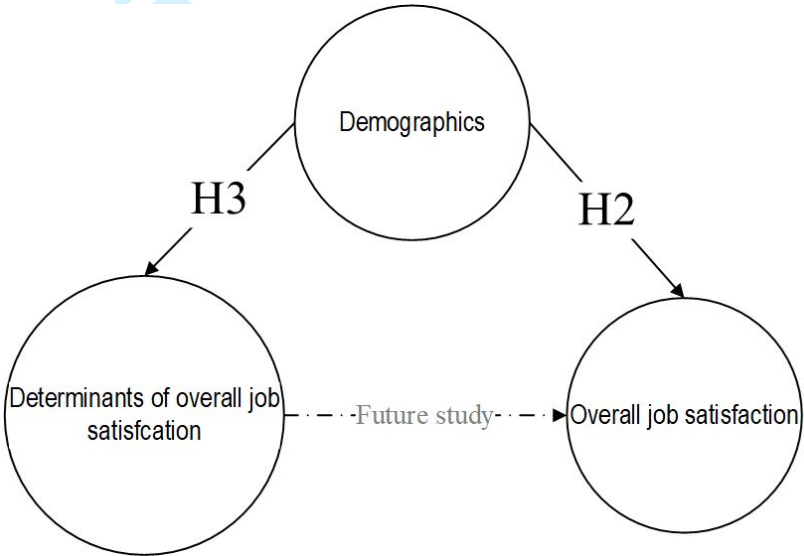 Demographics
H3
H2
Determinants of overall job
satisfcation
Future study
Overall job satisfaction